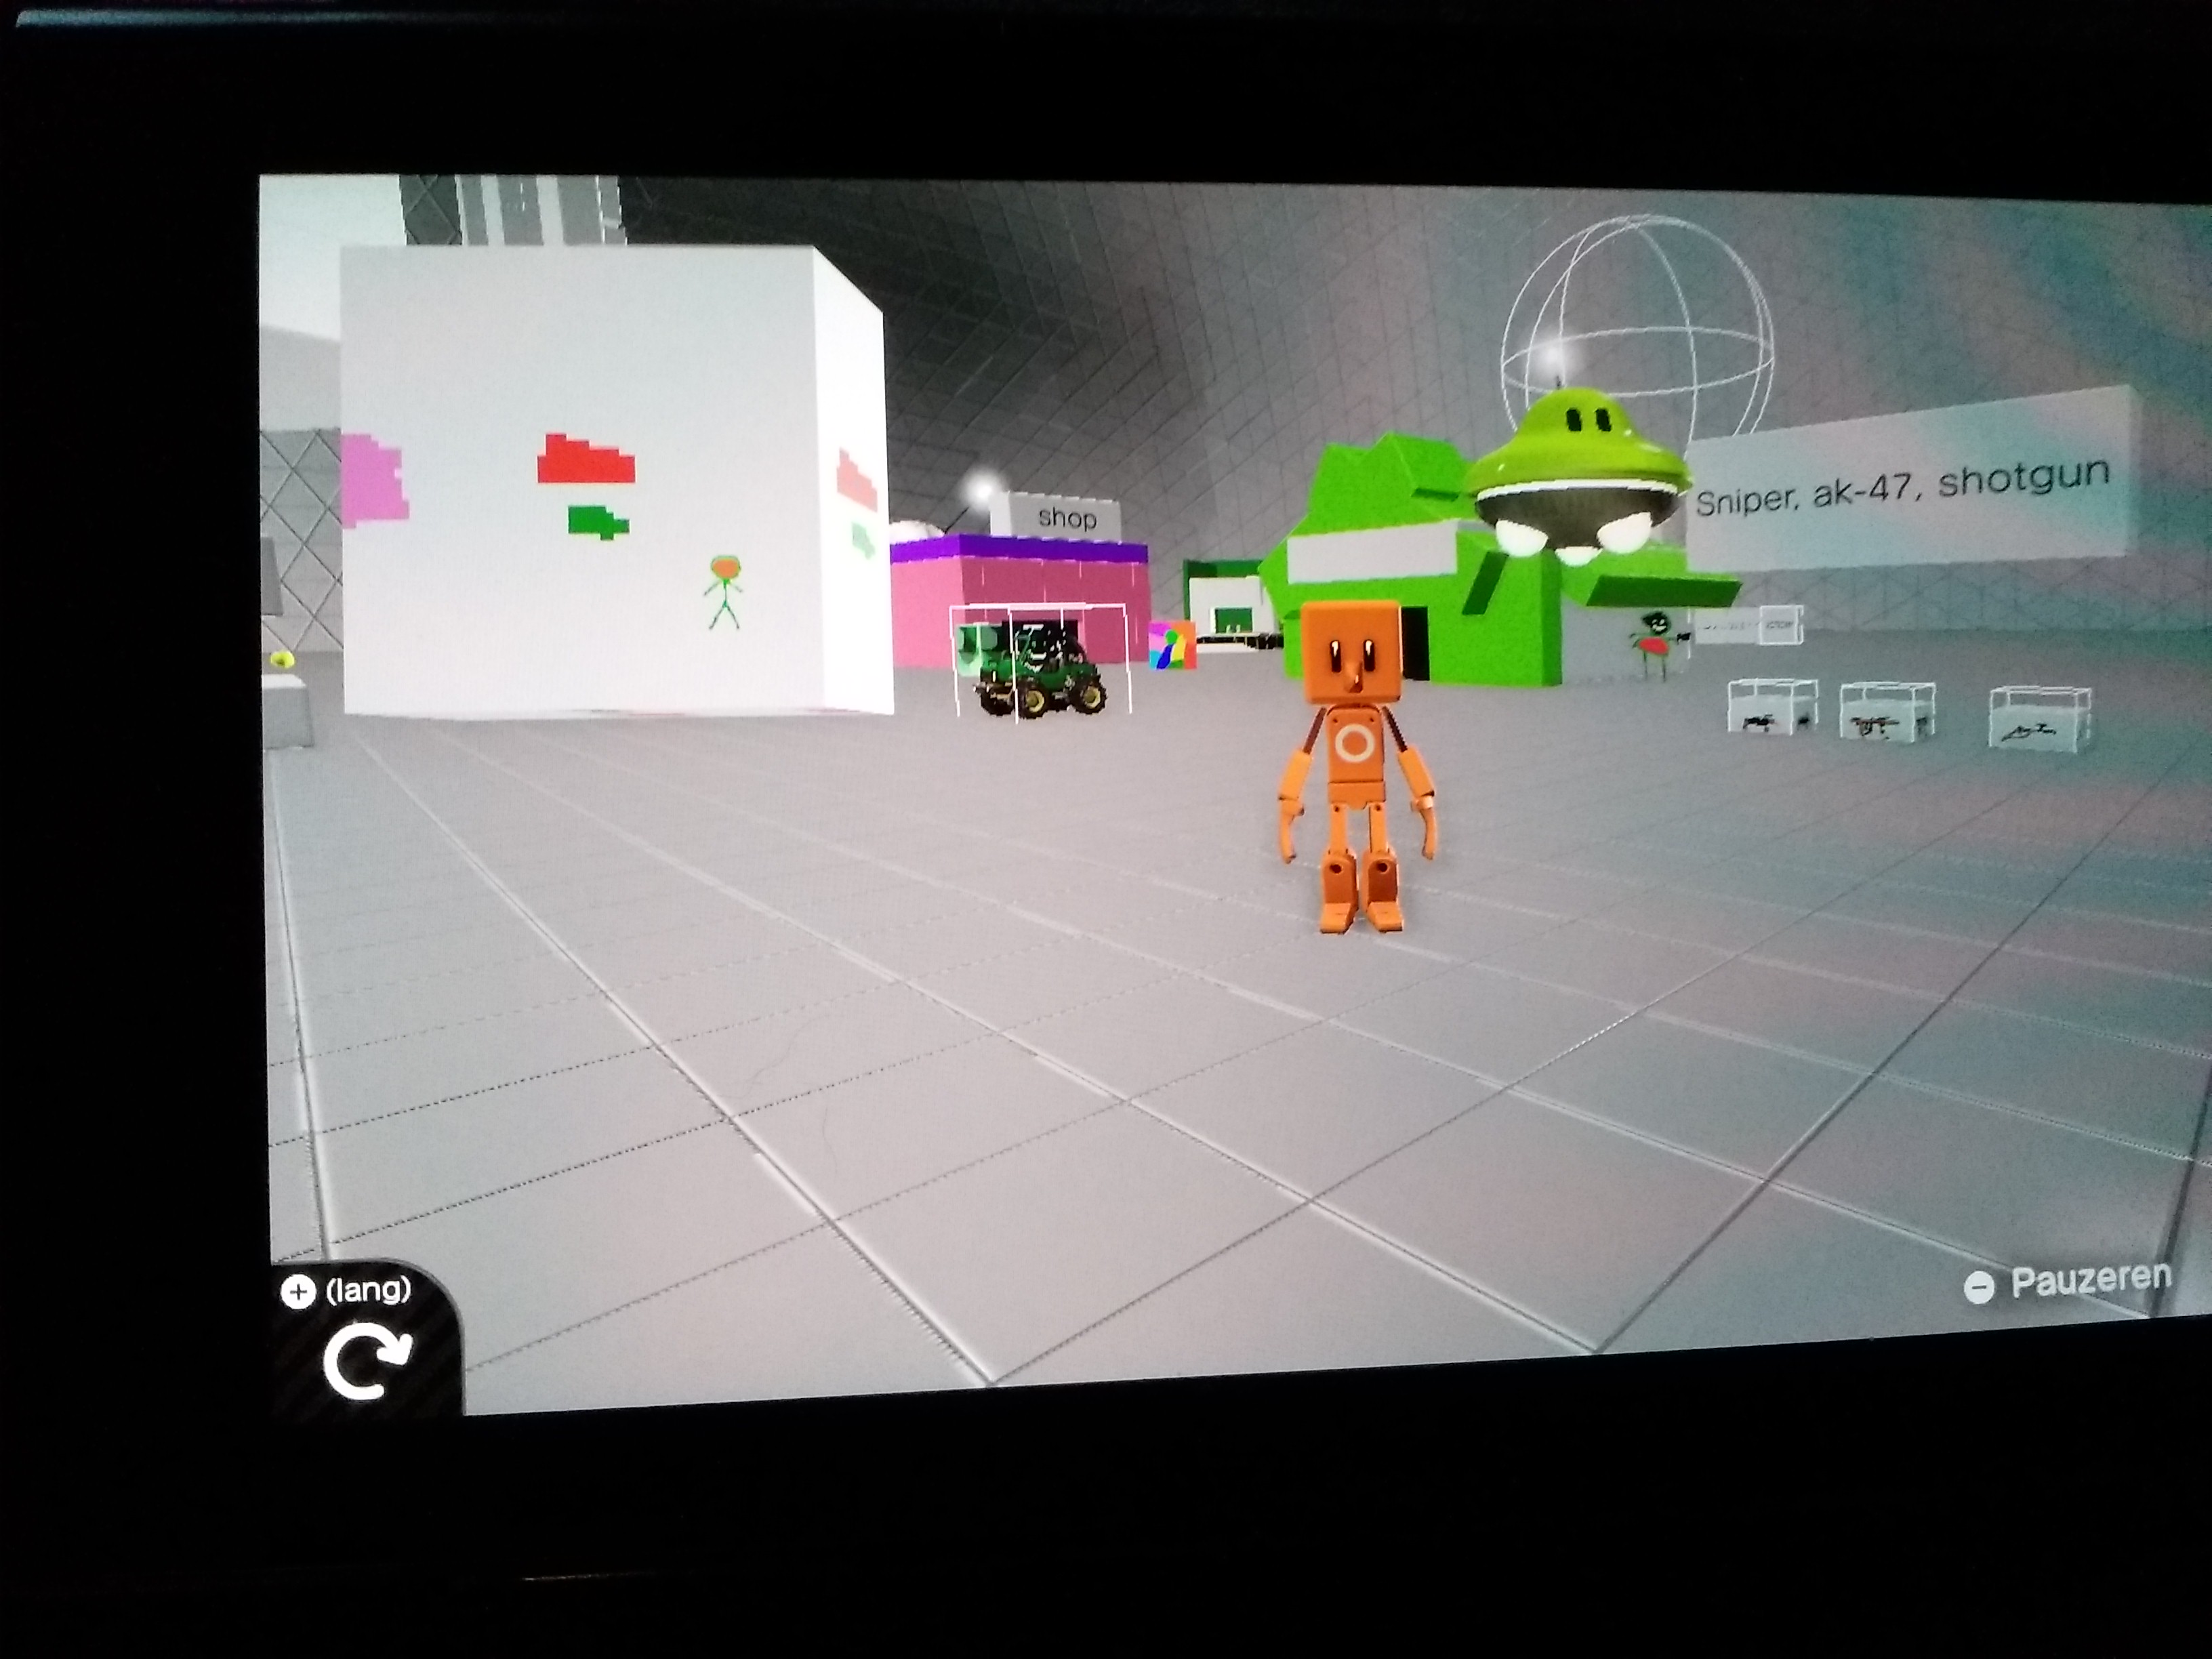 shop
Sniper, ak-47, shotgun
+ (lang)
− Pauzeren